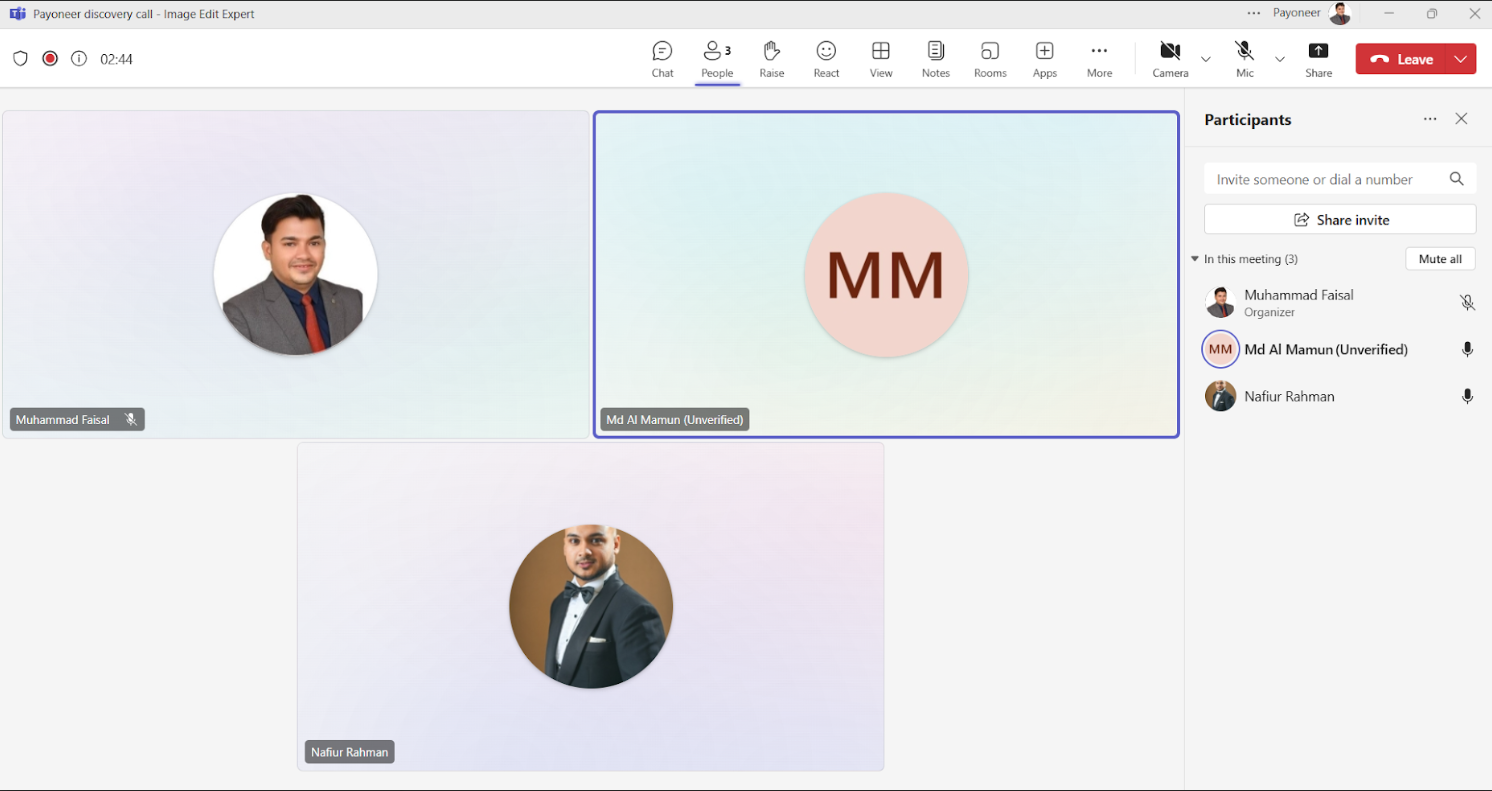 Payoneer discovery call - Image Edit Expert
Payoneer
02:44
Chat
3
People
Raise
React
View
Notes
Rooms
Apps
More
Camera
Mic
Share
Leave
Muhammad Faisal
MM
Md Al Mamun (Unverified)
Nafiur Rahman
Participants
Invite someone or dial a number
Share invite
In this meeting (3)
Mute all
Muhammad Faisal
Organizer
MM
Md Al Mamun (Unverified)
Nafiur Rahman